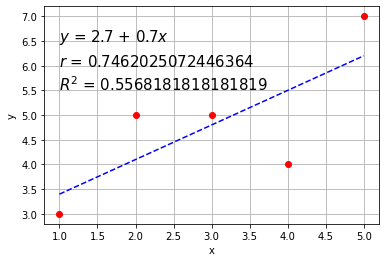 7.0
y = 2.7 + 0.7x
6.5
r = 0.7462025072446364
6.0
R² = 0.5568181818181819
5.5
5.0
y
4.5
4.0
3.5
3.0
1.0 1.5 2.0 2.5 3.0 3.5 4.0 4.5 5.0
x